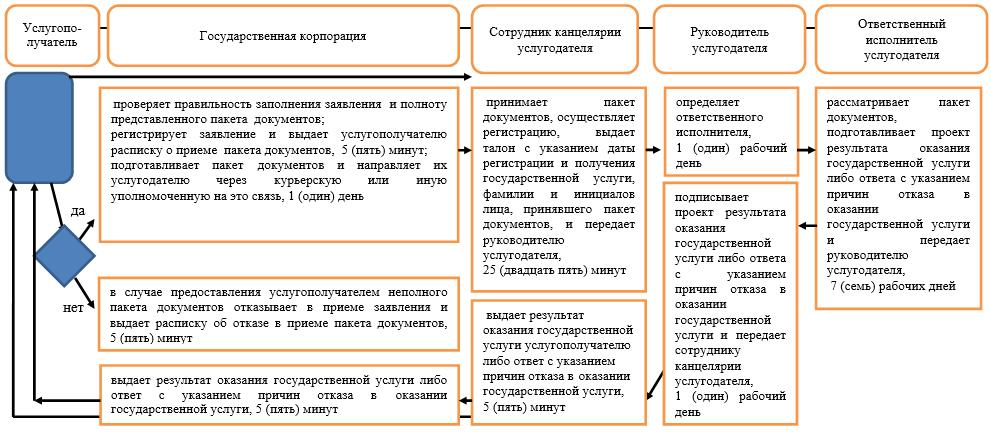 Услугопо-
лучатель
Государственная корпорация
Сотрудник канцелярии
услугодателя
Руководитель
услугодателя
Ответственный
исполнитель
услугодателя
проверяет правильность заполнения заявления и полноту
представленного пакета документов;
регистрирует заявление и выдает услугополучателю
расписку о приеме пакета документов, 5 (пять) минут;
подготавливает пакет документов и направляет их
услугодателю через курьерскую или иную
уполномоченную на это связь, 1 (один) день
принимает пакет
документов, осуществляет
регистрацию, выдает
талон с указанием даты
регистрации и получения
государственной услуги,
фамилии и инициалов
лица, принявшего пакет
документов, и передает
руководителю
услугодателя,
25 (двадцать пять) минут
определяет
ответственного
исполнителя,
1 (один) рабочий
день
рассматривает пакет
документов,
подготавливает проект
результата оказания
государственной услуги
либо ответа с указанием
причин отказа в
оказании
государственной услуги
и передает
руководителю
услугодателя,
7 (семь) рабочих дней
подписывает
проект результата
оказания
государственной
услуги либо ответа
с указанием
причин отказа в
оказании
государственной
услуги и передает
сотруднику
канцелярии
услугодателя,
1 (один) рабочий
день
да
нет
в случае предоставления услугополучателем неполного
пакета документов отказывает в приеме заявления и
выдает расписку об отказе в приеме пакета документов,
5 (пять) минут
выдает результат
оказания государственной
услуги услугополучателю
либо ответ с указанием
причин отказа в оказании
государственной услуги,
5 (пять) минут
выдает результат оказания государственной услуги либо
ответ с указанием причин отказа в оказании
государственной услуги, 5 (пять) минут